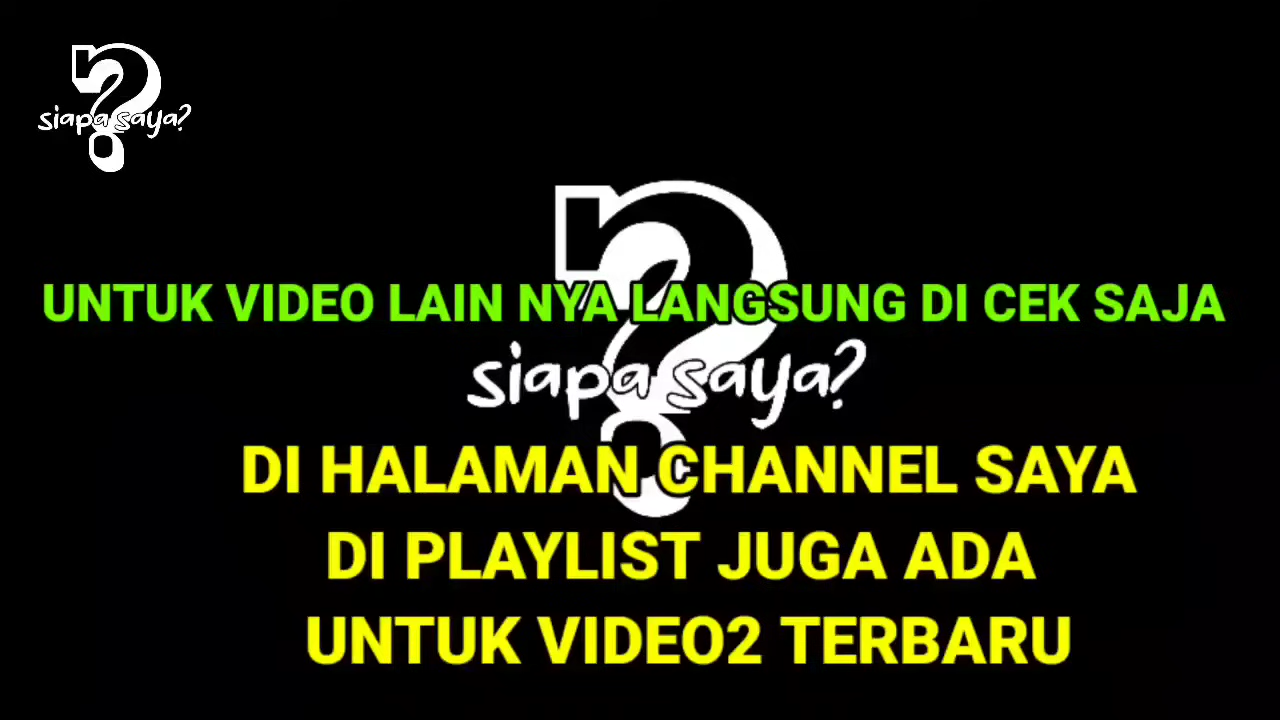 siapa saya?
UNTUK VIDEO LAIN NYA LANGSUNG DI CEK SAJA
siapa saya?
DI HALAMAN CHANNEL SAYA
DI PLAYLIST JUGA ADA
UNTUK VIDEO2 TERBARU